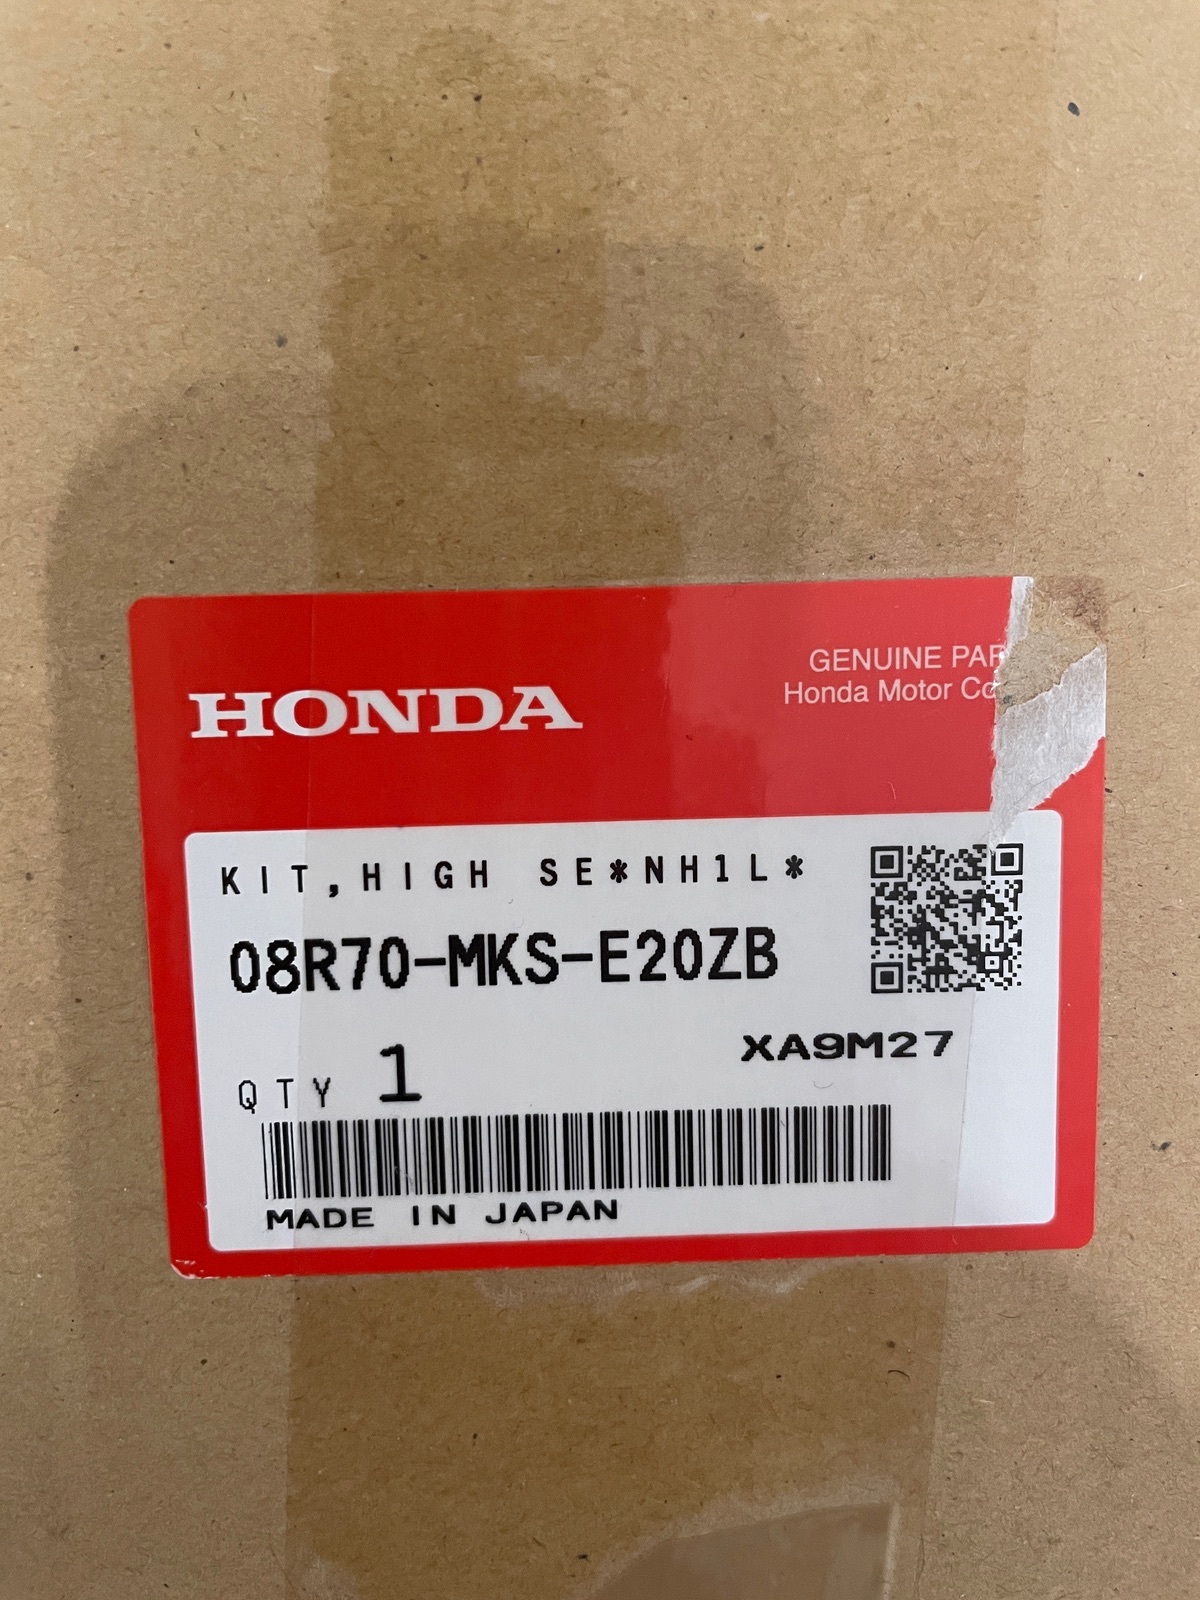 HONDA
GENUINE PAR
Honda Motor Co
KIT,HIGH SE*NH1L*
08R70-MKS-E20ZB
XA9M27
QTY 1
MADE IN JAPAN